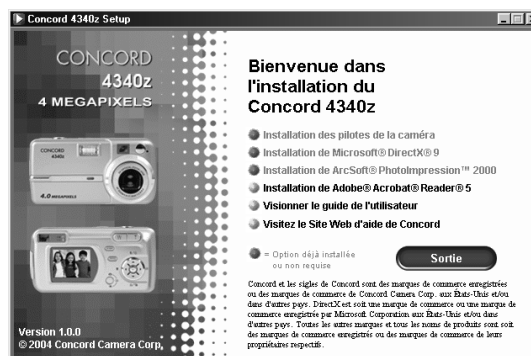 Concord 4340z Setup
CONCORD
4340z
4 MEGAPIXELS
CONCORD
4340z
4.0 MEGAPIXELS
Version 1.0.0
© 2004 Concord Camera Corp.
Bienvenue dans
l'installation du
Concord 4340z
Installation des pilotes de la caméra
Installation de Microsoft® DirectX® 9
Installation de ArcSoft® PhotoImpression™ 2000
Installation de Adobe® Acrobat® Reader® 5
Visionner le guide de l'utilisateur
Visitez le Site Web d'aide de Concord
= Option déjà installée
ou non requise
Sortie
Concord et les sigles de Concord sont des marques de commerce enregistrées
ou des marques de commerce de Concord Camera Corp. aux États-Unis et/ou
dans d'autres pays. DirectX est soit une marque de commerce ou une marque de
commerce enregistrée par Microsoft Corporation aux États-Unis et/ou dans
d'autres pays. Toutes les autres marques et tous les noms de produits sont soit
des marques de commerce enregistrées ou des marques de commerce de leurs
propriétaires respectifs.